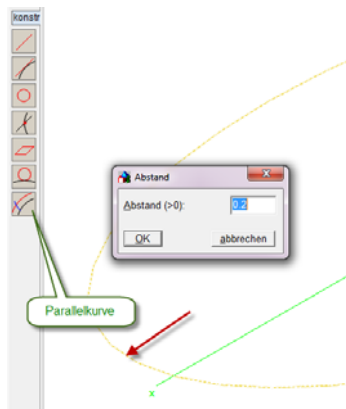 konstr
Abstand
Abstand (>0): 0.2
OK abbrechen
Parallelkurve
x